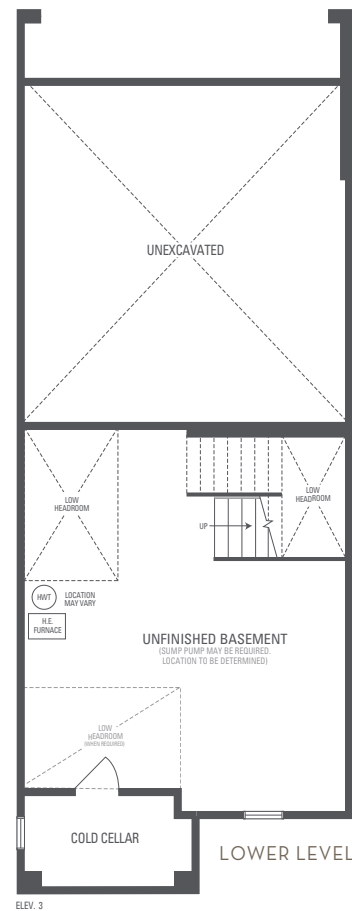 UNEXCAVATED
LOW
HEADROOM
LOW
HEADROOM
UP
HWT
LOCATION
MAY VARY
H.E.
FURNACE
UNFINISHED BASEMENT
(SUMP PUMP MAY BE REQUIRED.
LOCATION TO BE DETERMINED)
LOW
HEADROOM
(WHEN REQUIRED)
COLD CELLAR
LOWER LEVEL
ELEV. 3